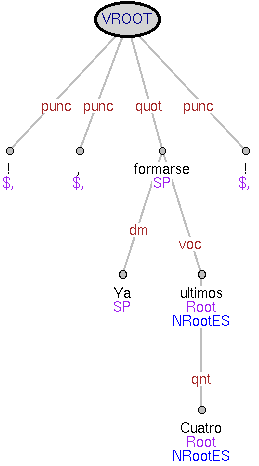 VROOT
punc punc quot punc
! , formarse !
$, $, SP $,
dm voc
Ya ultimos
SP Root
NRootES
qnt
Cuatro
Root
NRootES